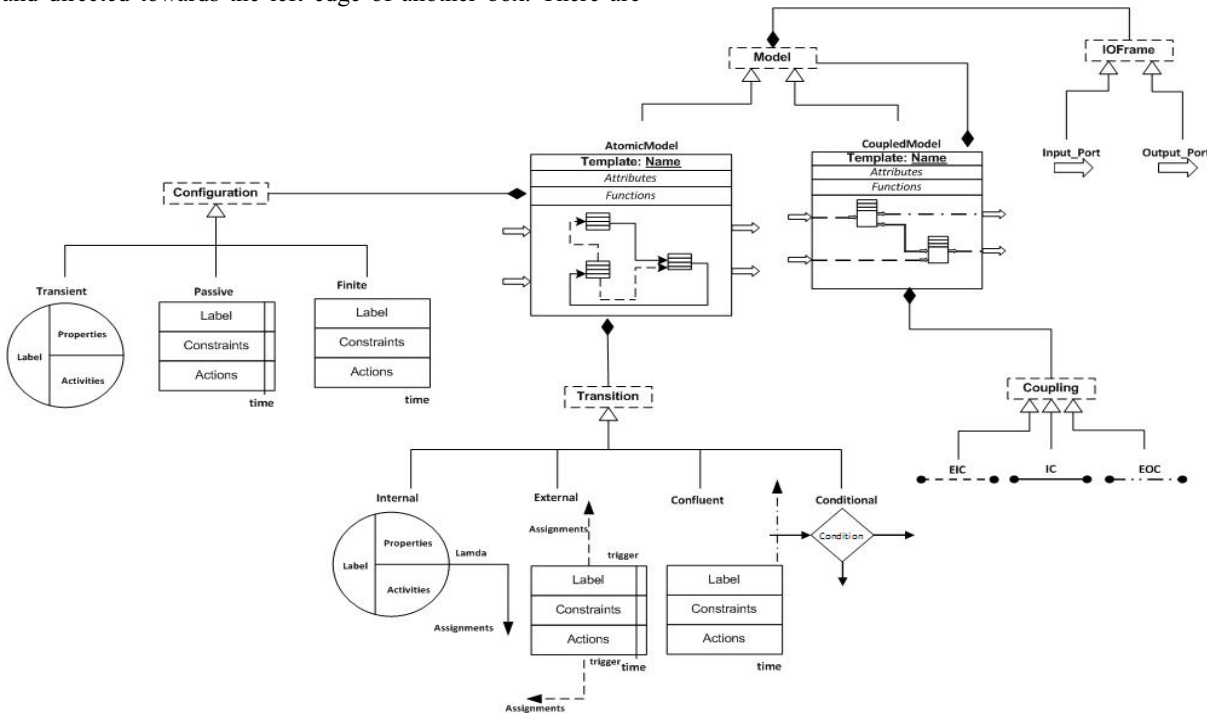 and directed towards the left edge of another box. There are
Model
IOFrame
AtomicModel
Template: Name
Attributes
Functions
CoupledModel
Template: Name
Attributes
Functions
Input_Port
Output_Port
Configuration
Transient
Label
Properties
Activities
Passive
Label
Constraints
Actions
time
Finite
Label
Constraints
Actions
time
Transition
Coupling
EIC
IC
EOC
Internal
Label
Properties
Activities
Lamda
Assignments
External
Assignments
trigger
Label
Constraints
Actions
trigger
time
Assignments
Confluent
Label
Constraints
Actions
time
Conditional
Condition